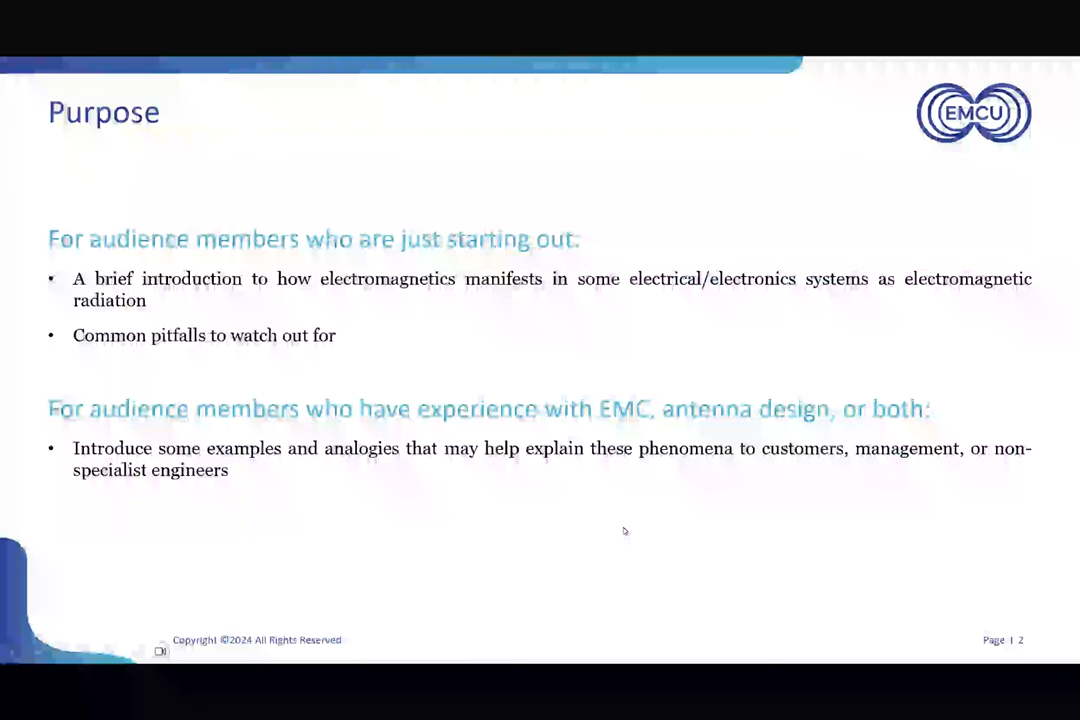 Purpose
EMCU
For audience members who are just starting out:
• A brief introduction to how electromagnetics manifests in some electrical/electronics systems as electromagnetic
radiation
• Common pitfalls to watch out for
For audience members who have experience with EMC, antenna design, or both:
• Introduce some examples and analogies that may help explain these phenomena to customers, management, or non-
specialist engineers
Copyright ©2024 All Rights Reserved
Page | 2